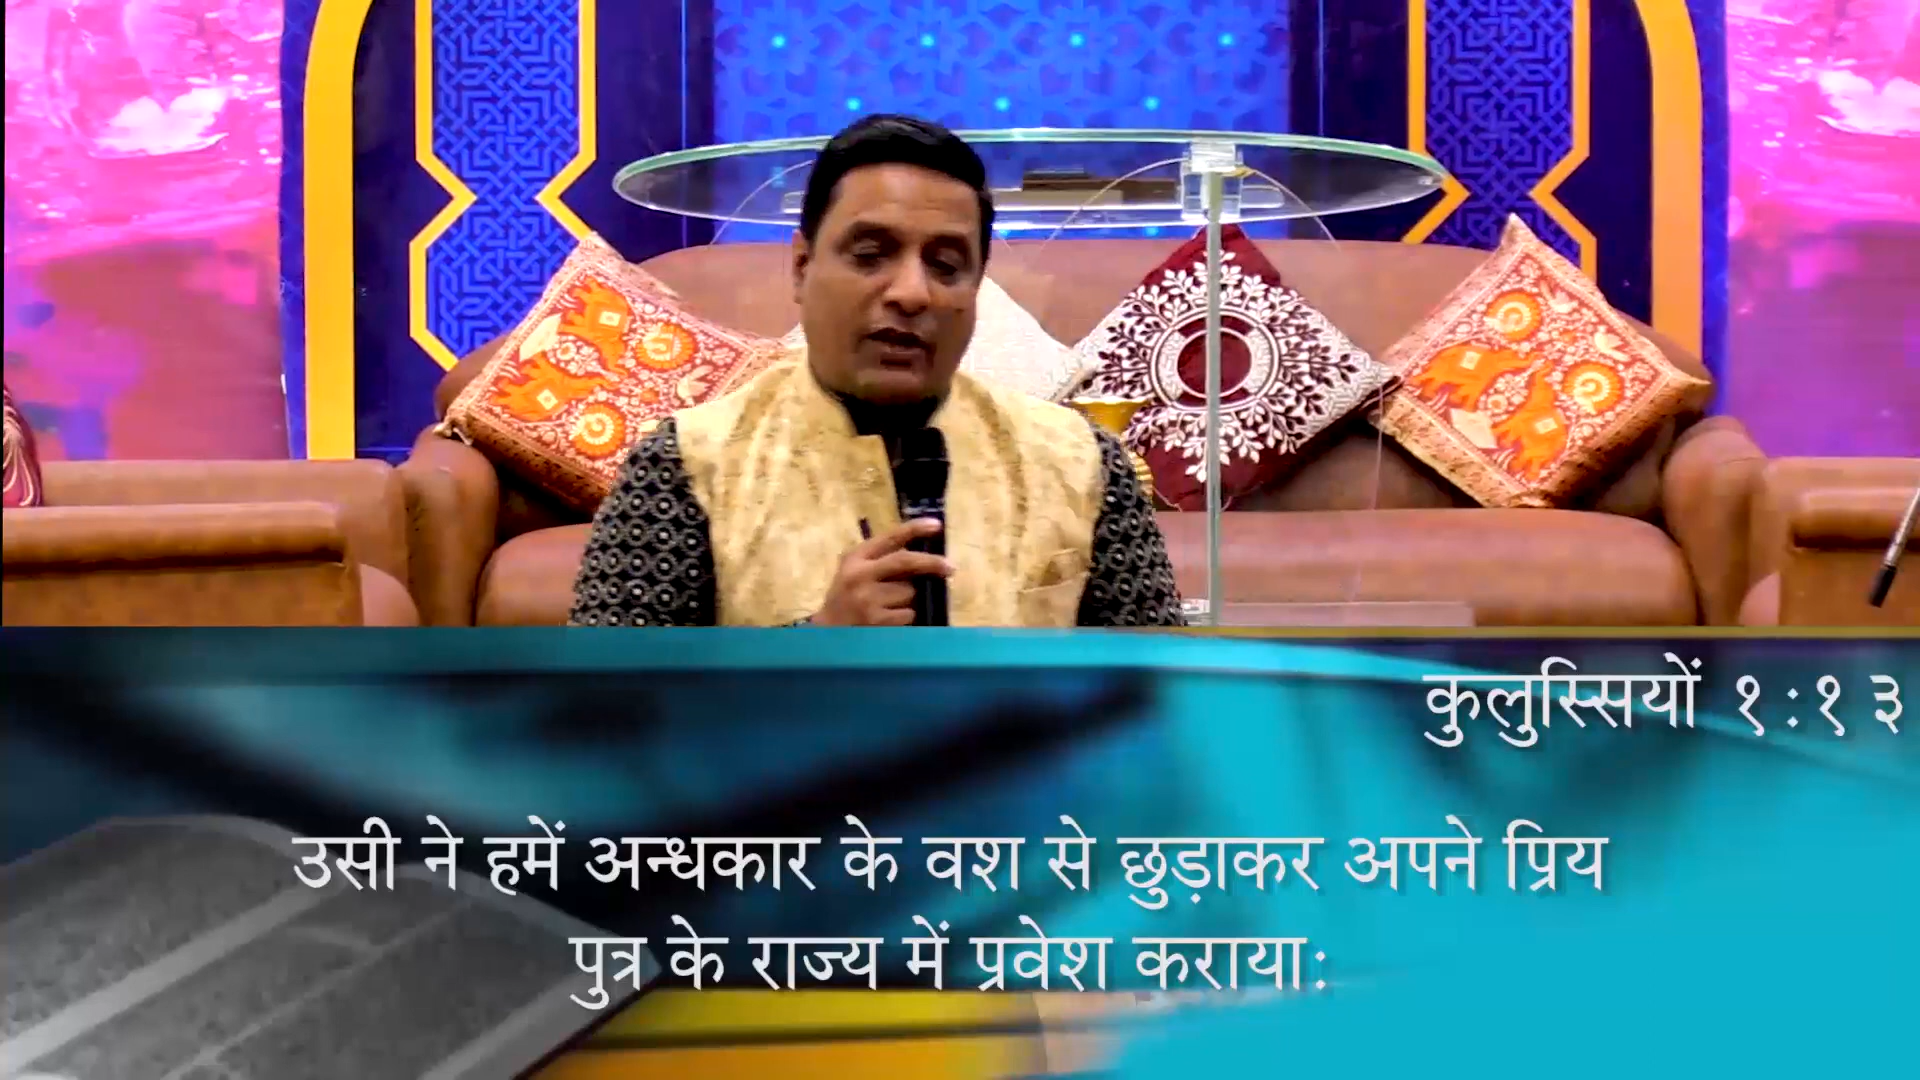 कुलुस्सियों १:१३
उसी ने हमें अन्धकार के वश से छुड़ाकर अपने प्रिय
पुत्र के राज्य में प्रवेश कराया: